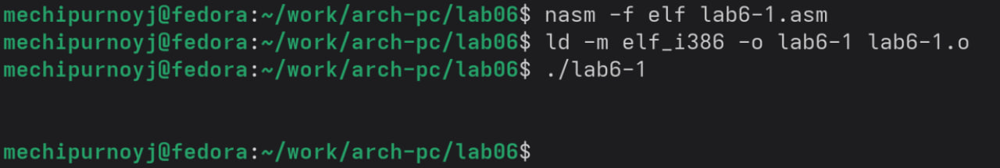 mechipurnoyj@fedora:~/work/arch-pc/lab06$ nasm -f elf lab6-1.asm
mechipurnoyj@fedora:~/work/arch-pc/lab06$ ld -m elf_i386 -o lab6-1 lab6-1.o
mechipurnoyj@fedora:~/work/arch-pc/lab06$ ./lab6-1
mechipurnoyj@fedora:~/work/arch-pc/lab06$